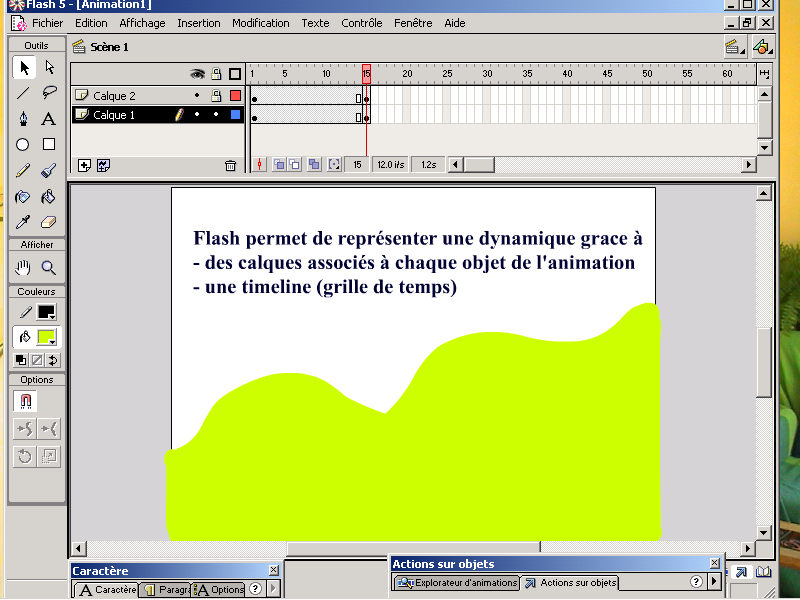 Flash 5 - [Animation1]
Fichier Edition Affichage Insertion Modification Texte Contrôle Fenêtre Aide
Outils
Scène 1
1 5 10 15 20 25 30 35 40 45 50 55 60
Calque 2
Calque 1
15 12.0 i/s 1.2s
Afficher
Couleurs
Options
Flash permet de représenter une dynamique grace à
- des calques associés à chaque objet de l'animation
- une timeline (grille de temps)
Caractère
Caractère Paragra Options
Actions sur objets
Explorateur d'animations Actions sur objets